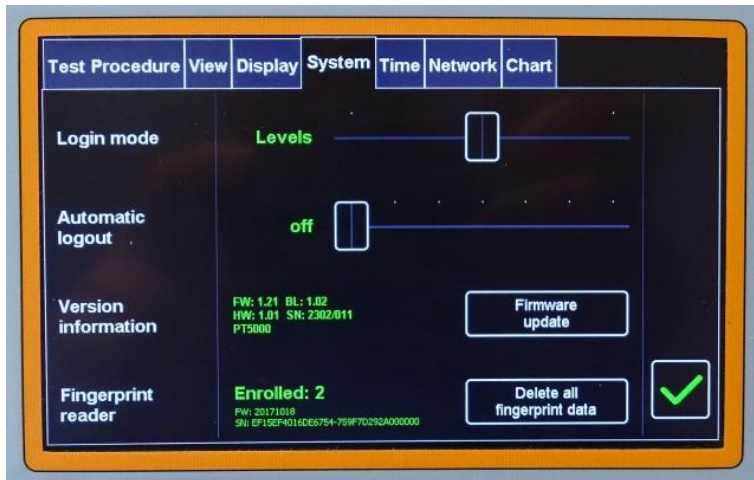 Test Procedure View Display System Time Network Chart
Login mode
Levels
Automatic
logout
off
Version
information
FW: 1.21 BL: 1.02
HW: 1.01 SN: 2302/011
PT5000
Firmware
update
Fingerprint
reader
Enrolled: 2
FW: 20171018
SN: EF15EF4016DE6754-759F7D292A000000
Delete all
fingerprint data